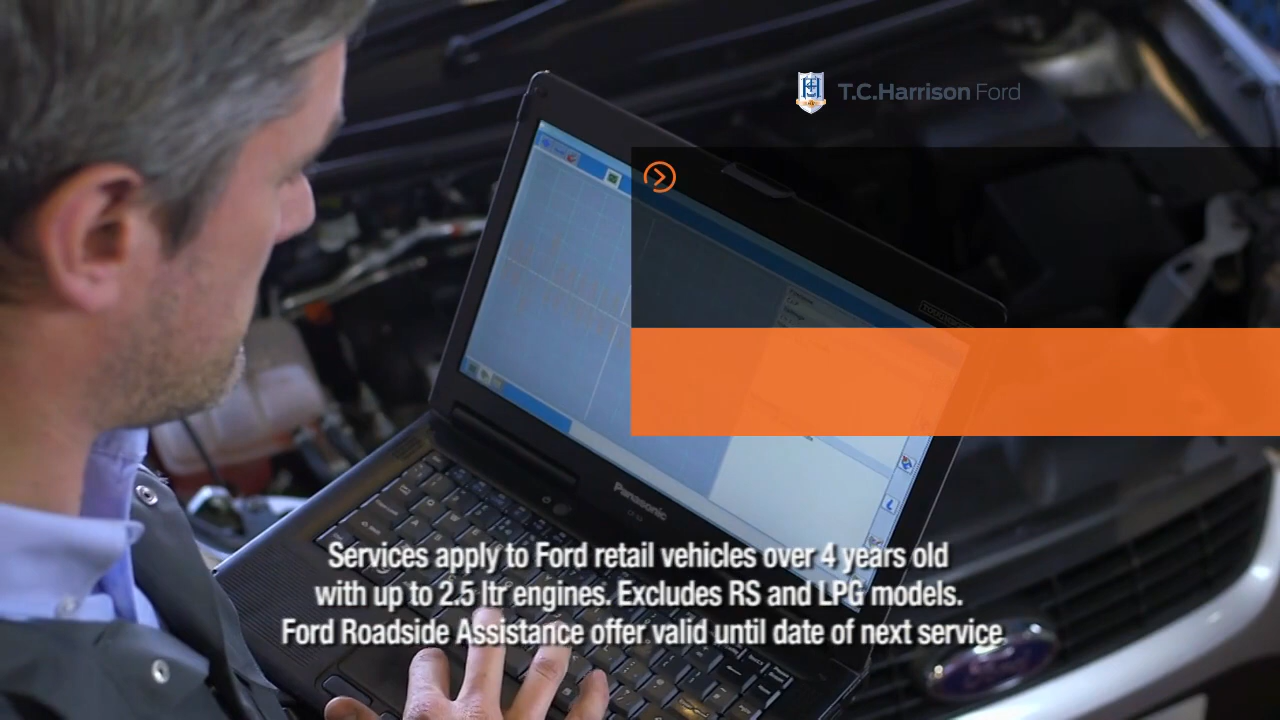 T.C.Harrison Ford
Panasonic
Services apply to Ford retail vehicles over 4 years old
with up to 2.5 ltr engines. Excludes RS and LPG models.
Ford Roadside Assistance offer valid until date of next service